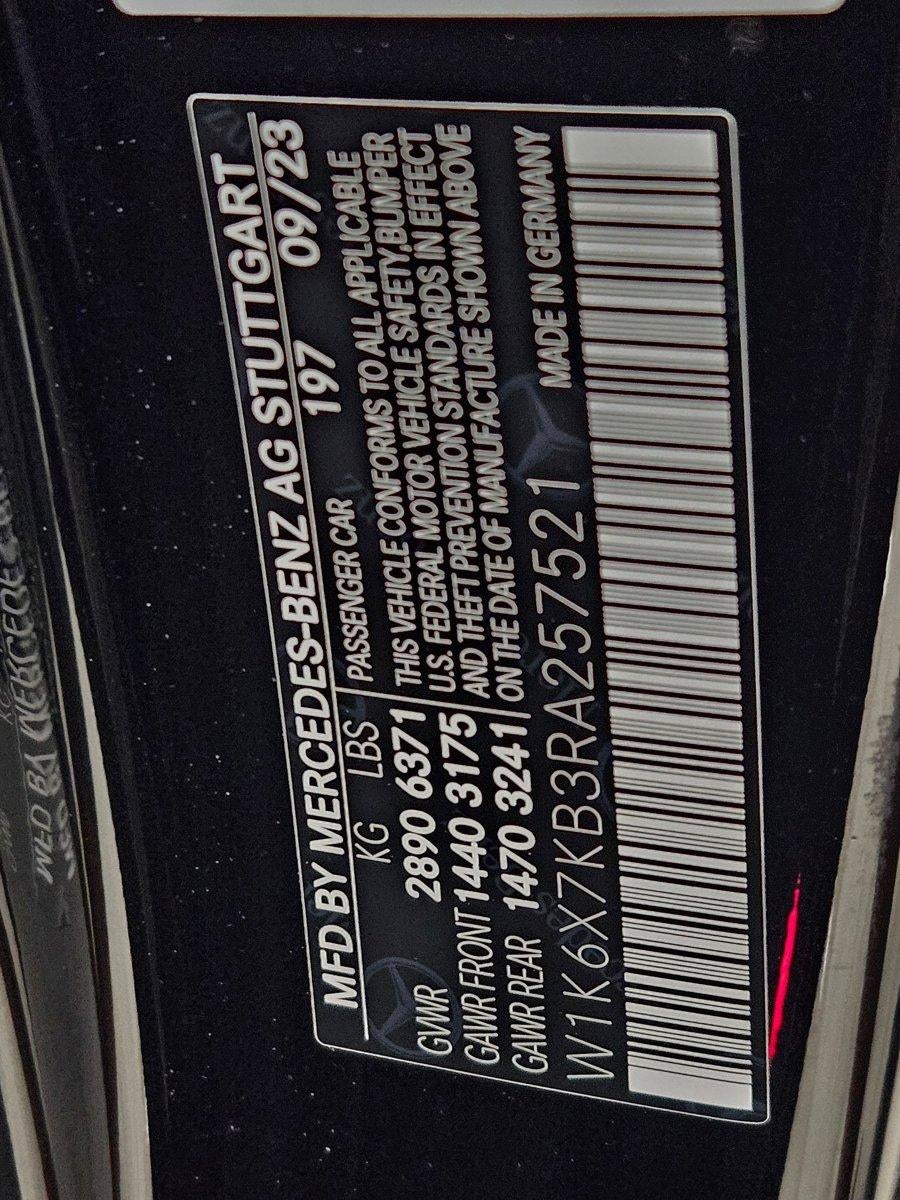 MFD BY MERCEDES-BENZ AG STUTTGART
KG LBS 197 09/23
PASSENGER CAR
GVWR 2890 6371
GAWR FRONT 1440 3175
GAWR REAR 1470 3241
THIS VEHICLE CONFORMS TO ALL APPLICABLE
U.S. FEDERAL MOTOR VEHICLE SAFETY,BUMPER
AND THEFT PREVENTION STANDARDS IN EFFECT
ON THE DATE OF MANUFACTURE SHOWN ABOVE
MADE IN GERMANY
W1K6X7KB3RA257521